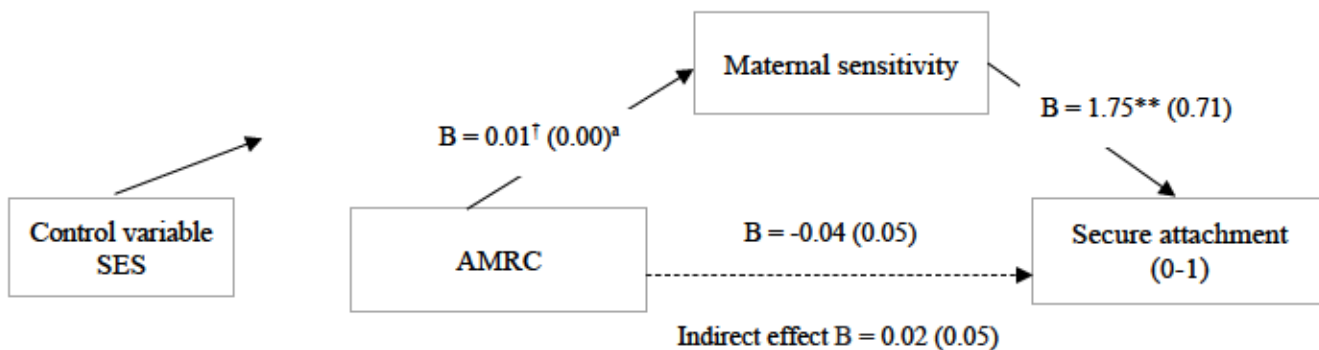 Maternal sensitivity
B = 1.75** (0.71)
B = 0.01† (0.00)ª
Control variable
SES
AMRC
B = -0.04 (0.05)
Secure attachment
(0-1)
Indirect effect B = 0.02 (0.05)